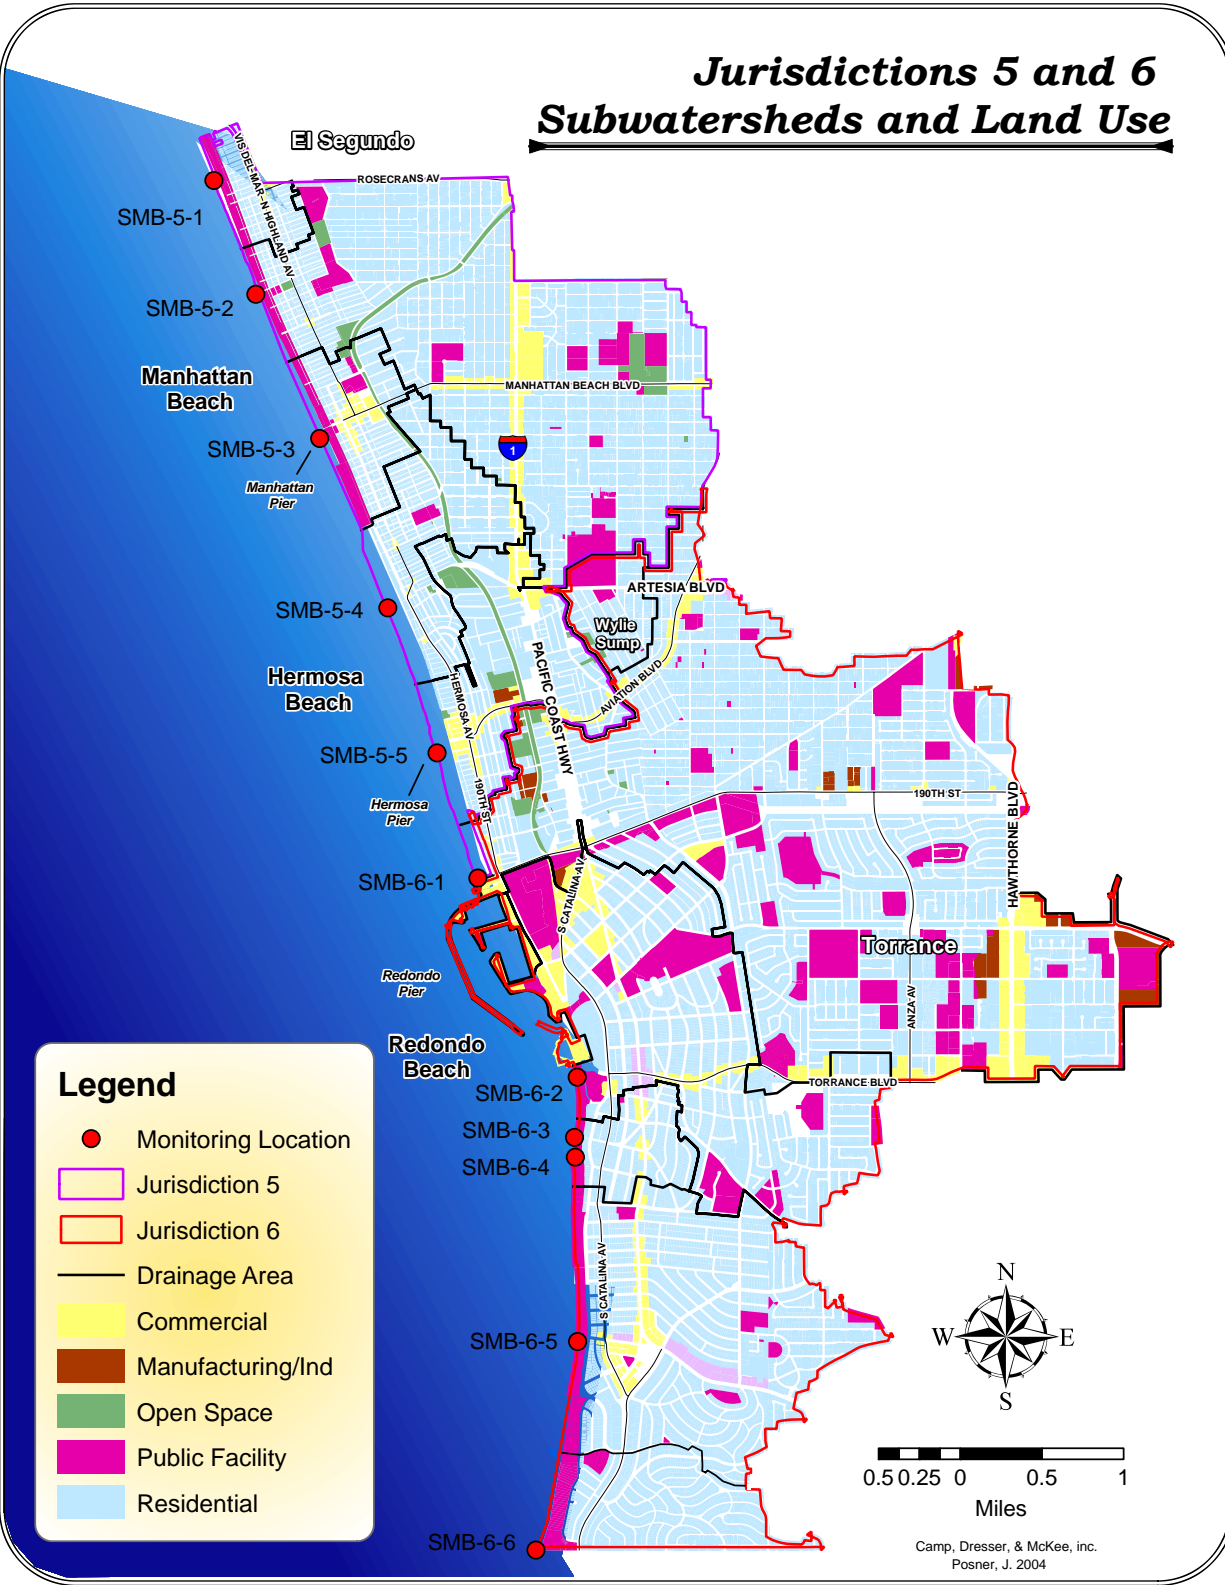 Jurisdictions 5 and 6
Subwatersheds and Land Use
El Segundo
ROSECRANS AV
VIS DEL MAR - N HIGHLAND AV
SMB-5-1
SMB-5-2
Manhattan
Beach
MANHATTAN BEACH BLVD
SMB-5-3
1
Manhattan
Pier
ARTESIA BLVD
SMB-5-4
Wylie
Sump
PACIFIC COAST HWY
AVIATION BLVD
Hermosa
Beach
HERMOSA AV
SMB-5-5
190TH ST
190TH ST
HAWTHORNE BLVD
Hermosa
Pier
SMB-6-1
S CATALINA AV
Torrance
Redondo
Pier
ANZA AV
Redondo
Beach
SMB-6-2
TORRANCE BLVD
SMB-6-3
SMB-6-4
S CATALINA AV
SMB-6-5
SMB-6-6
Legend
Monitoring Location
Jurisdiction 5
Jurisdiction 6
Drainage Area
Commercial
Manufacturing/Ind
Open Space
Public Facility
Residential
N
W
E
S
0.5 0.25 0 0.5 1
Miles
Camp, Dresser, & McKee, inc.
Posner, J. 2004